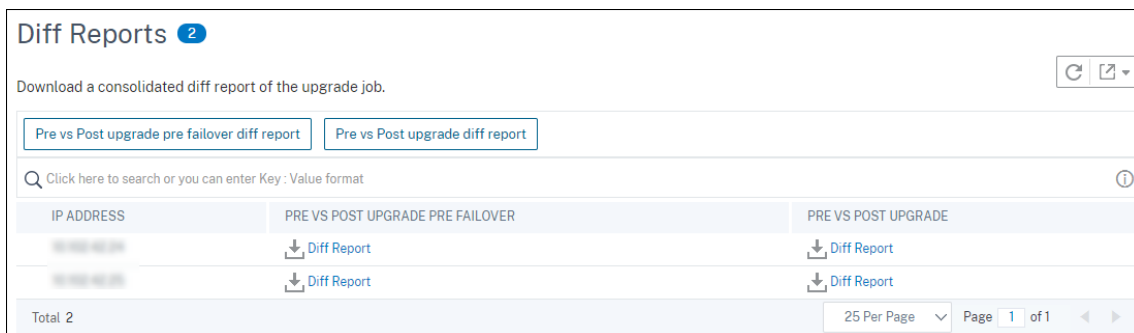 Diff Reports 2
Download a consolidated diff report of the upgrade job.
Pre vs Post upgrade pre failover diff report Pre vs Post upgrade diff report
Click here to search or you can enter Key : Value format
IP ADDRESS PRE VS POST UPGRADE PRE FAILOVER PRE VS POST UPGRADE
Diff Report Diff Report
Diff Report Diff Report
Total 2 25 Per Page Page 1 of 1